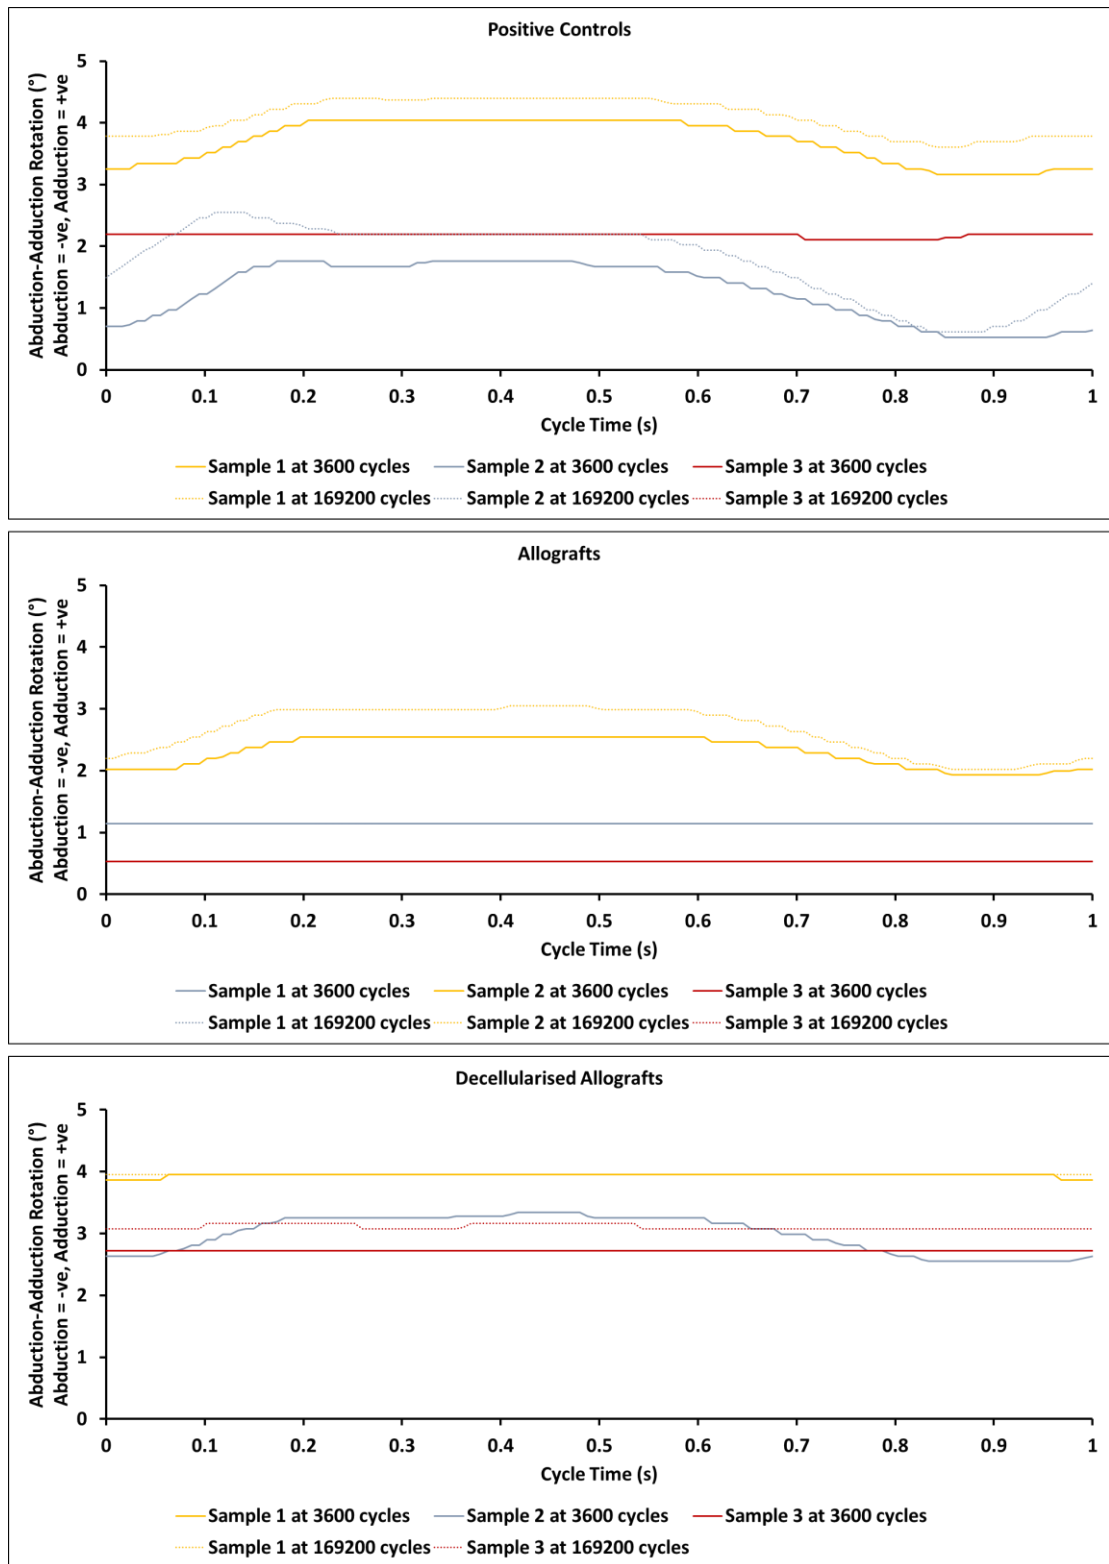 Positive Controls
Abduction-Adduction Rotation (°)
Abduction = -ve, Adduction = +ve
5
4
3
2
1
0
0 0.1 0.2 0.3 0.4 0.5 0.6 0.7 0.8 0.9 1
Cycle Time (s)
Sample 1 at 3600 cycles Sample 2 at 3600 cycles Sample 3 at 3600 cycles
Sample 1 at 169200 cycles Sample 2 at 169200 cycles Sample 3 at 169200 cycles
Allografts
Abduction-Adduction Rotation (°)
Abduction = -ve, Adduction = +ve
5
4
3
2
1
0
0 0.1 0.2 0.3 0.4 0.5 0.6 0.7 0.8 0.9 1
Cycle Time (s)
Sample 1 at 3600 cycles Sample 2 at 3600 cycles Sample 3 at 3600 cycles
Sample 1 at 169200 cycles Sample 2 at 169200 cycles Sample 3 at 169200 cycles
Decellularised Allografts
Abduction-Adduction Rotation (°)
Abduction = -ve, Adduction = +ve
5
4
3
2
1
0
0 0.1 0.2 0.3 0.4 0.5 0.6 0.7 0.8 0.9 1
Cycle Time (s)
Sample 1 at 3600 cycles Sample 2 at 3600 cycles Sample 3 at 3600 cycles
Sample 1 at 169200 cycles Sample 3 at 169200 cycles